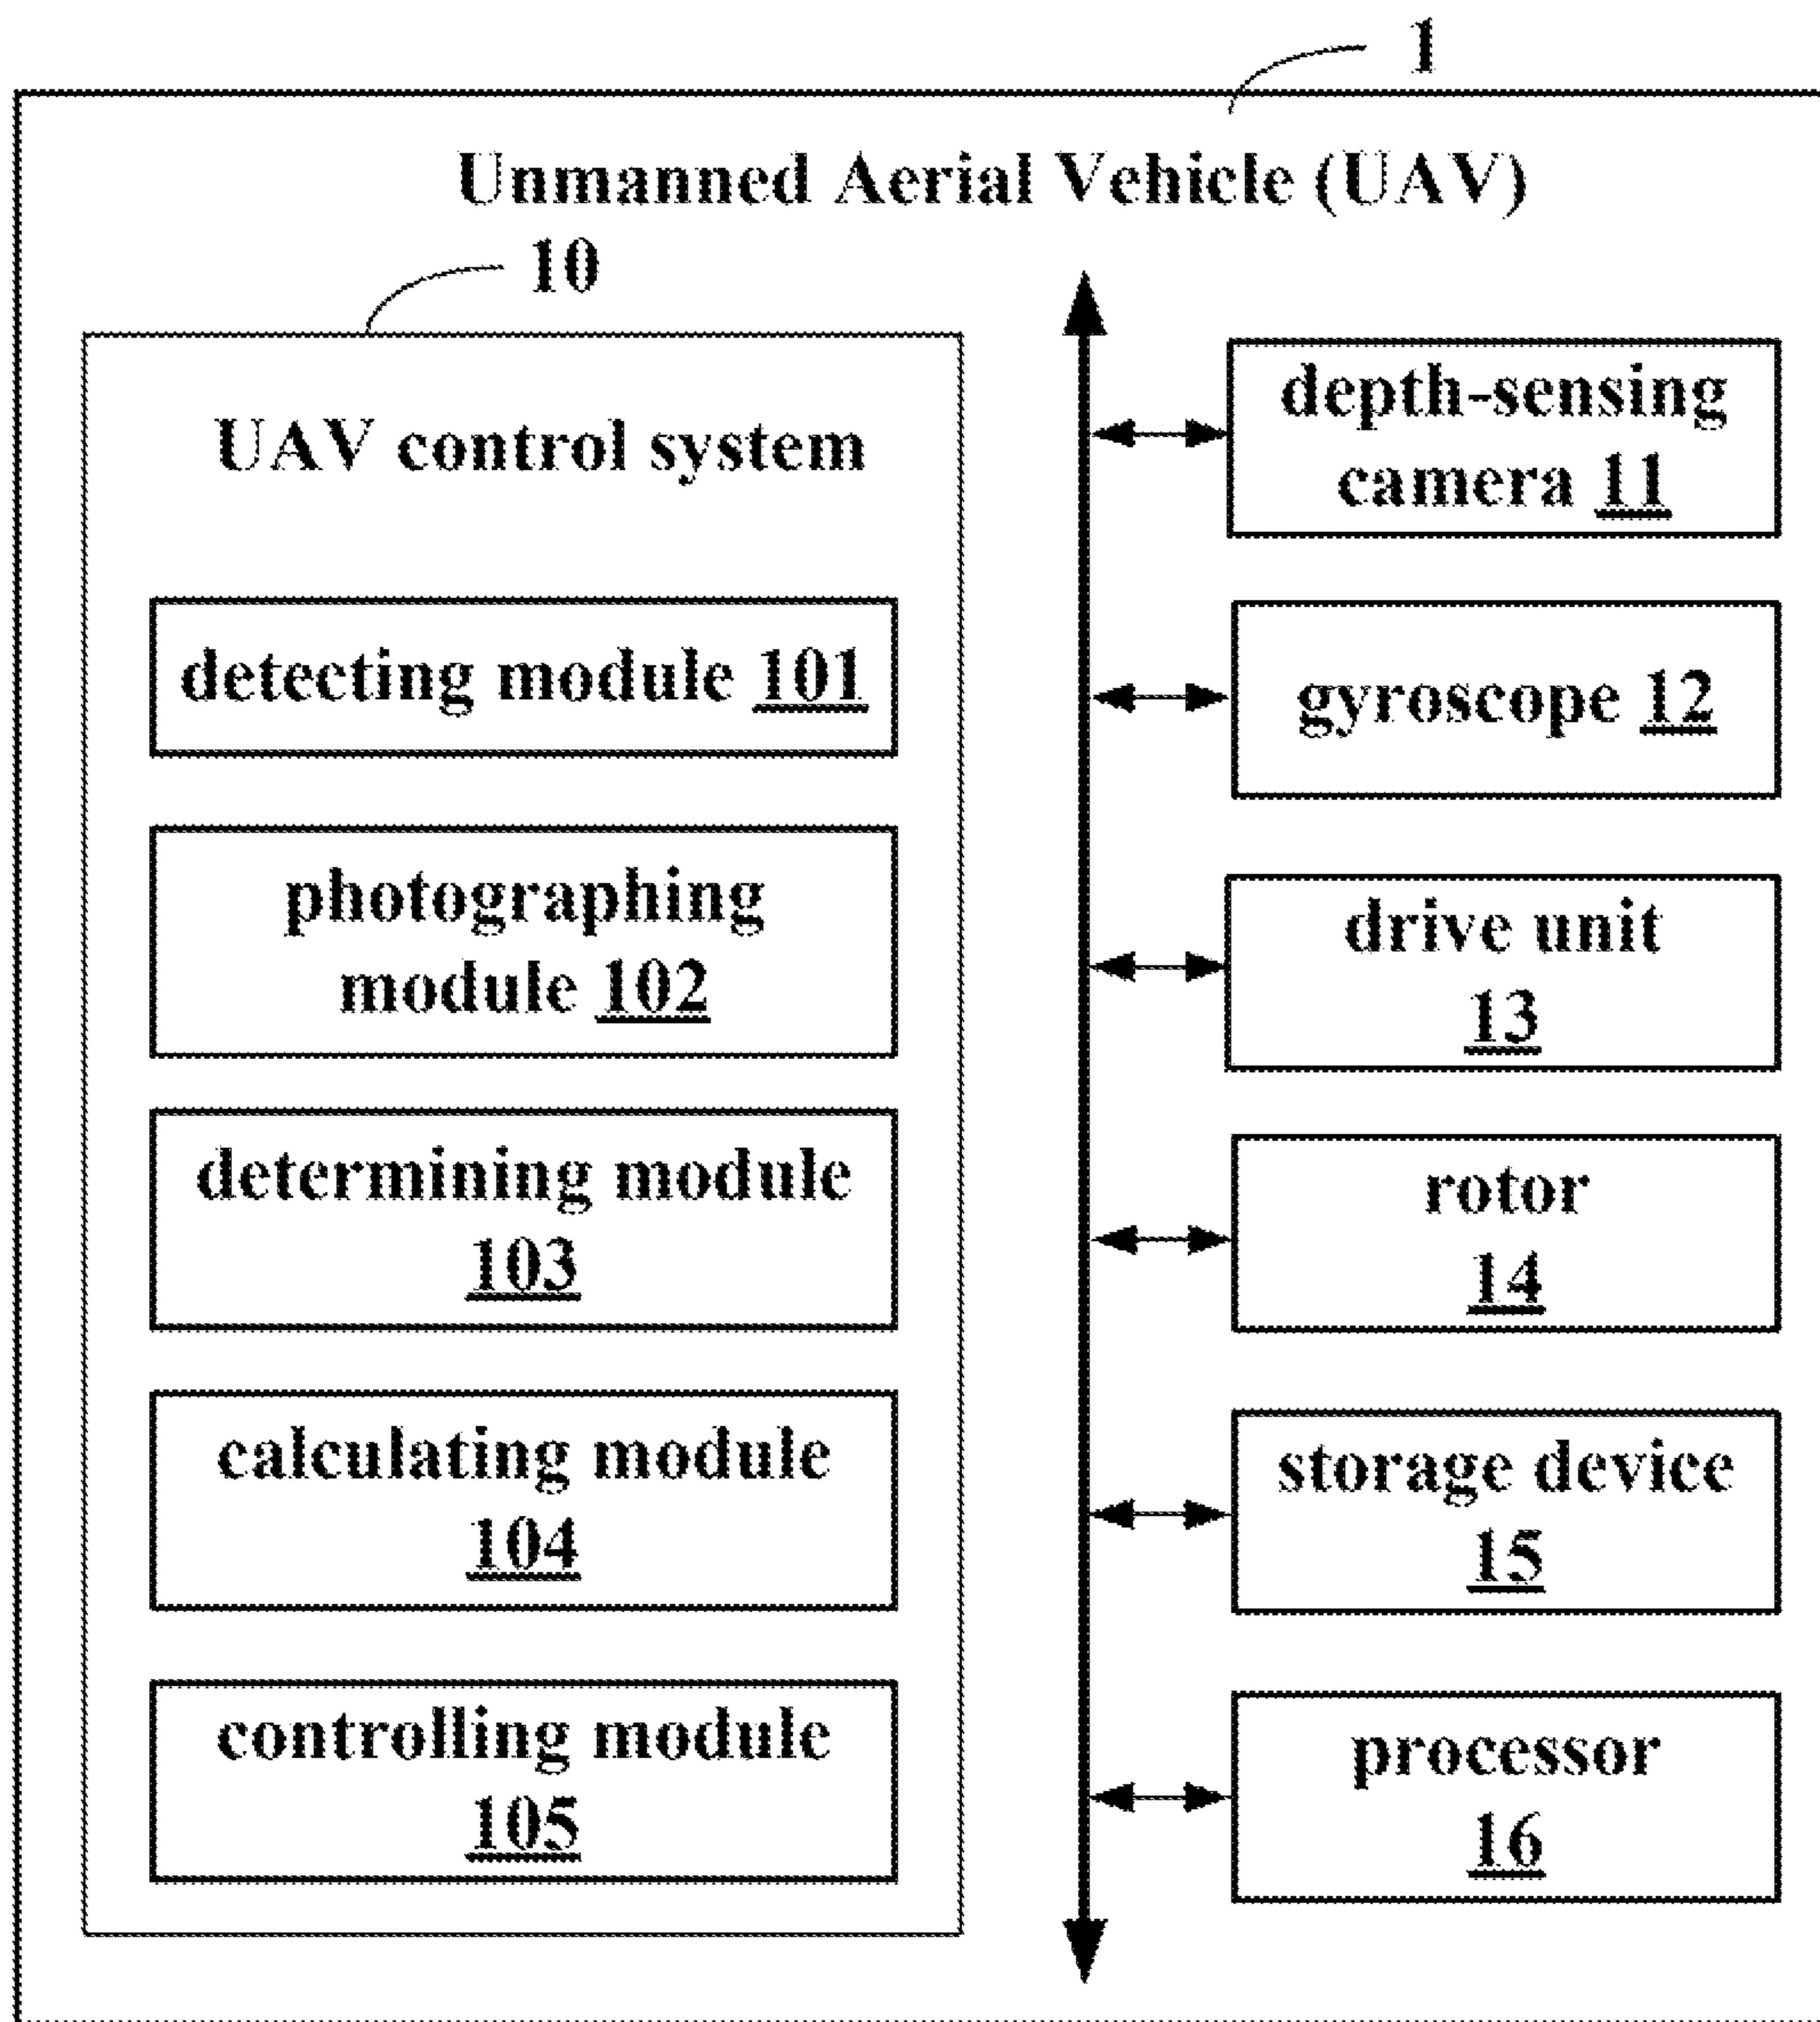 1
Unmanned Aerial Vehicle (UAV)
10
UAV control system
detecting module 101
photographing
module 102
determining module
103
calculating module
104
controlling module
105
depth-sensing
camera 11
gyroscope 12
drive unit
13
rotor
14
storage device
15
processor
16